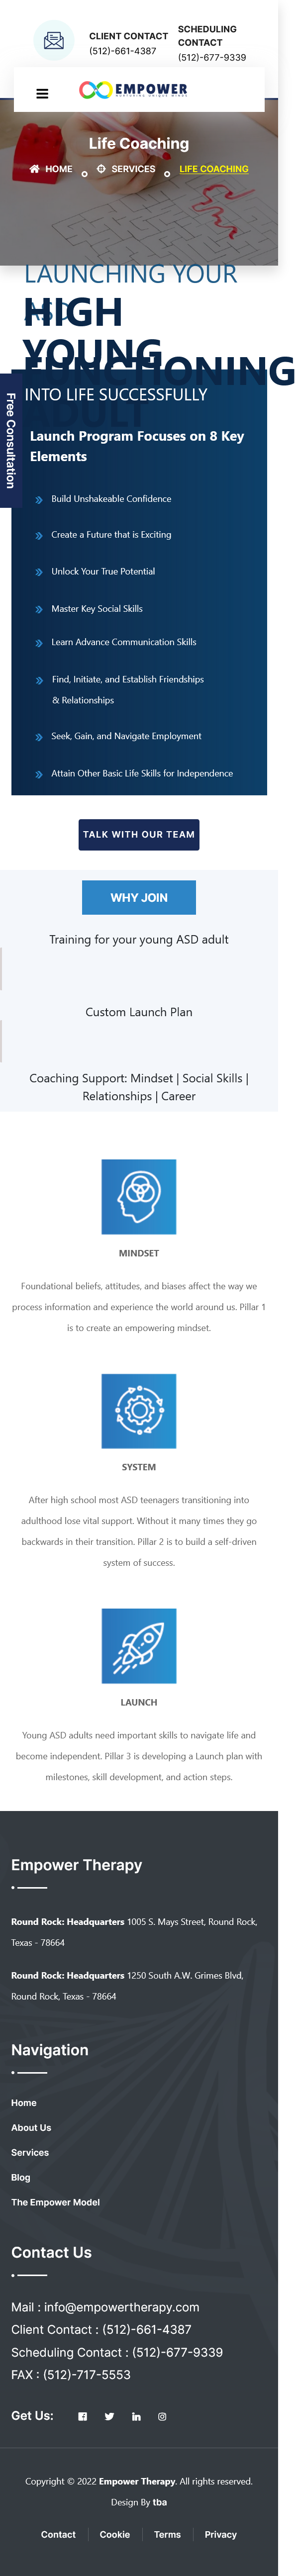 CLIENT CONTACT
(512)-661-4387
SCHEDULING
CONTACT
(512)-677-9339
EMPOWER
NURTURING UNIQUE MINDS
Life Coaching
HOME
SERVICES
LIFE COACHING
LAUNCHING YOUR
ASD
HIGH
YOUNG
FUNCTIONING
ADULT
INTO LIFE SUCCESSFULLY
Free Consultation
Launch Program Focuses on 8 Key
Elements
Build Unshakeable Confidence
Create a Future that is Exciting
Unlock Your True Potential
Master Key Social Skills
Learn Advance Communication Skills
Find, Initiate, and Establish Friendships
& Relationships
Seek, Gain, and Navigate Employment
Attain Other Basic Life Skills for Independence
TALK WITH OUR TEAM
WHY JOIN
Training for your young ASD adult
Custom Launch Plan
Coaching Support: Mindset | Social Skills |
Relationships | Career
MINDSET
Foundational beliefs, attitudes, and biases affect the way we
process information and experience the world around us. Pillar 1
is to create an empowering mindset.
SYSTEM
After high school most ASD teenagers transitioning into
adulthood lose vital support. Without it many times they go
backwards in their transition. Pillar 2 is to build a self-driven
system of success.
LAUNCH
Young ASD adults need important skills to navigate life and
become independent. Pillar 3 is developing a Launch plan with
milestones, skill development, and action steps.
Empower Therapy
Round Rock: Headquarters 1005 S. Mays Street, Round Rock,
Texas - 78664
Round Rock: Headquarters 1250 South A.W. Grimes Blvd,
Round Rock, Texas - 78664
Navigation
Home
About Us
Services
Blog
The Empower Model
Contact Us
Mail : info@empowertherapy.com
Client Contact : (512)-661-4387
Scheduling Contact : (512)-677-9339
FAX : (512)-717-5553
Get Us:
Copyright © 2022 Empower Therapy. All rights reserved.
Design By tba
Contact
Cookie
Terms
Privacy